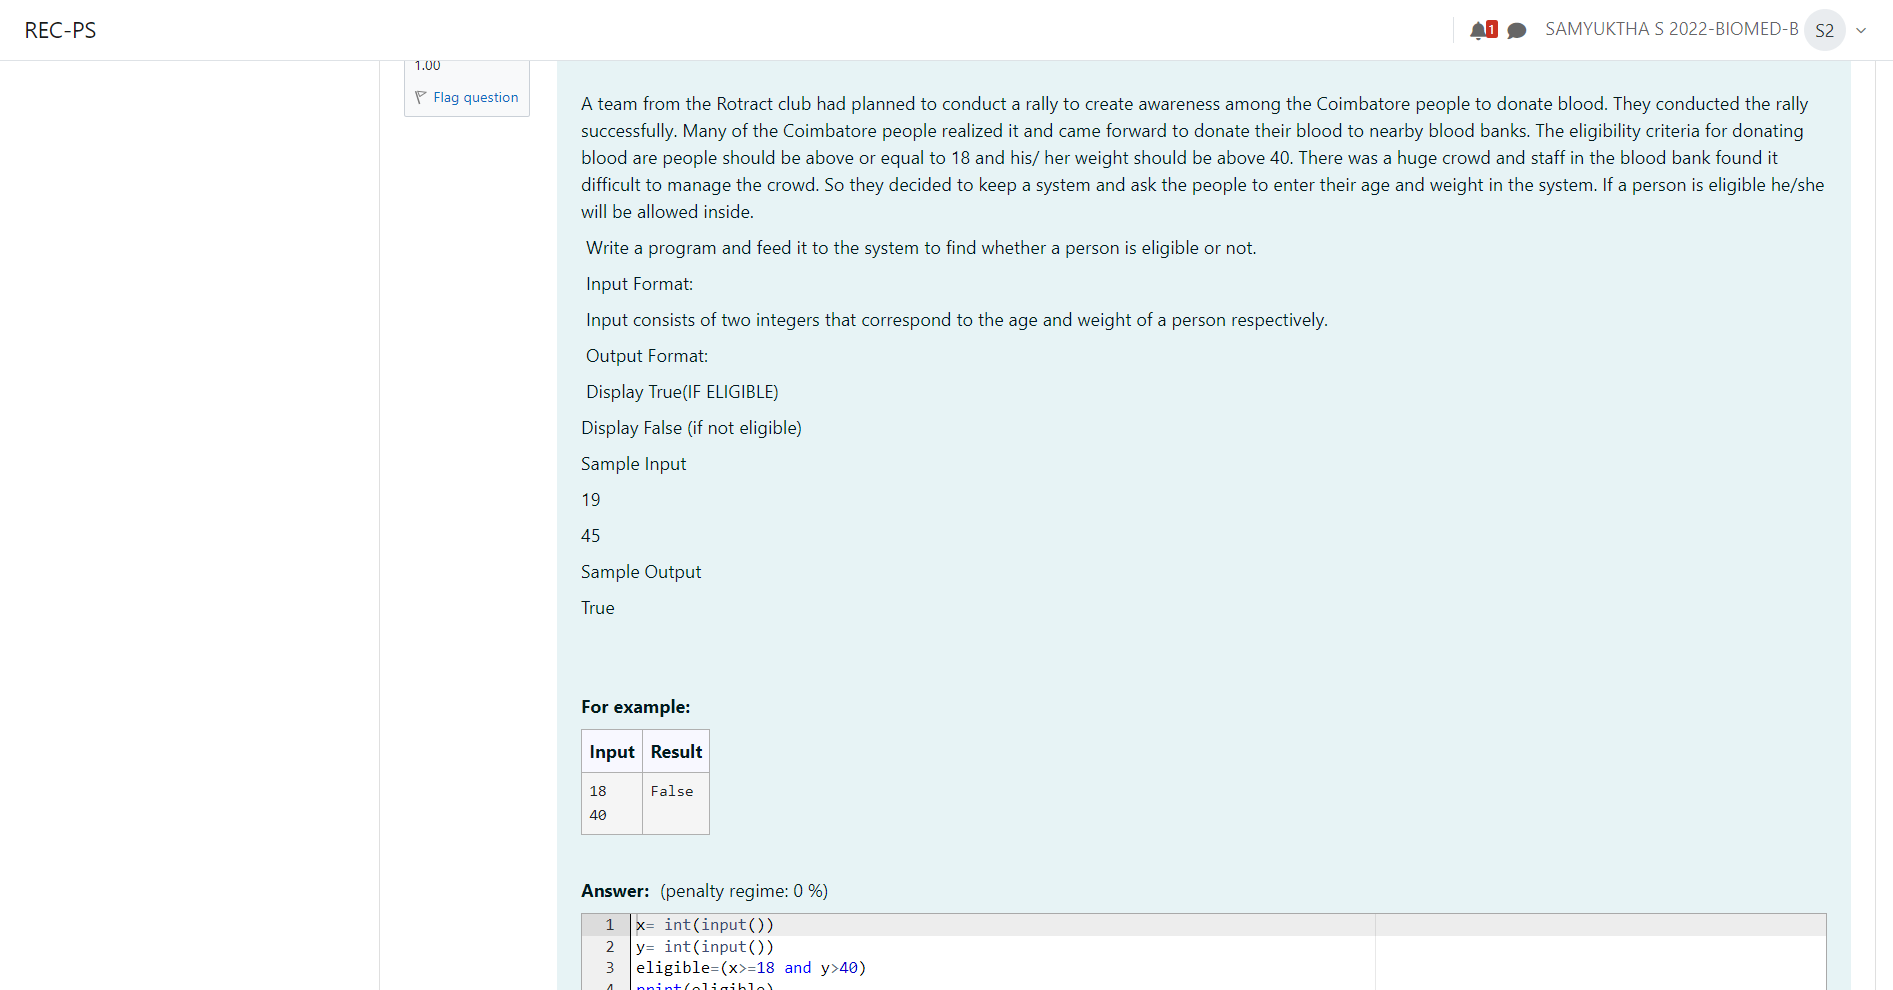 REC-PS
1
SAMYUKTHA S 2022-BIOMED-B
S2
1.00
Flag question
A team from the Rotract club had planned to conduct a rally to create awareness among the Coimbatore people to donate blood. They conducted the rally
successfully. Many of the Coimbatore people realized it and came forward to donate their blood to nearby blood banks. The eligibility criteria for donating
blood are people should be above or equal to 18 and his/ her weight should be above 40. There was a huge crowd and staff in the blood bank found it
difficult to manage the crowd. So they decided to keep a system and ask the people to enter their age and weight in the system. If a person is eligible he/she
will be allowed inside.
Write a program and feed it to the system to find whether a person is eligible or not.
Input Format:
Input consists of two integers that correspond to the age and weight of a person respectively.
Output Format:
Display True(IF ELIGIBLE)
Display False (if not eligible)
Sample Input
19
45
Sample Output
True
For example:
Input Result
18 False
40
Answer: (penalty regime: 0 %)
1 x= int(input())
2 y= int(input())
3 eligible=(x>=18 and y>40)
4 print(eligible)